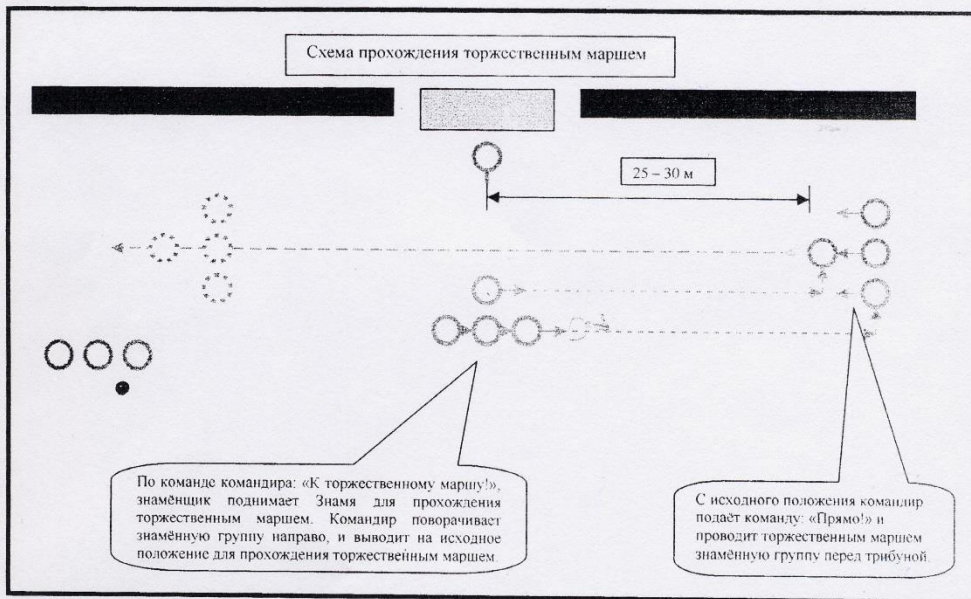 Схема прохождения торжественным маршем
25 – 30 м
По команде командира: «К торжественному маршу!»,
знамёнщик поднимает Знамя для прохождения
торжественным маршем. Командир поворачивает
знамённую группу направо, и выводит на исходное
положение для прохождения торжественным маршем.
С исходного положения командир
подаёт команду: «Прямо!» и
проводит торжественным маршем
знамённую группу перед трибуной.